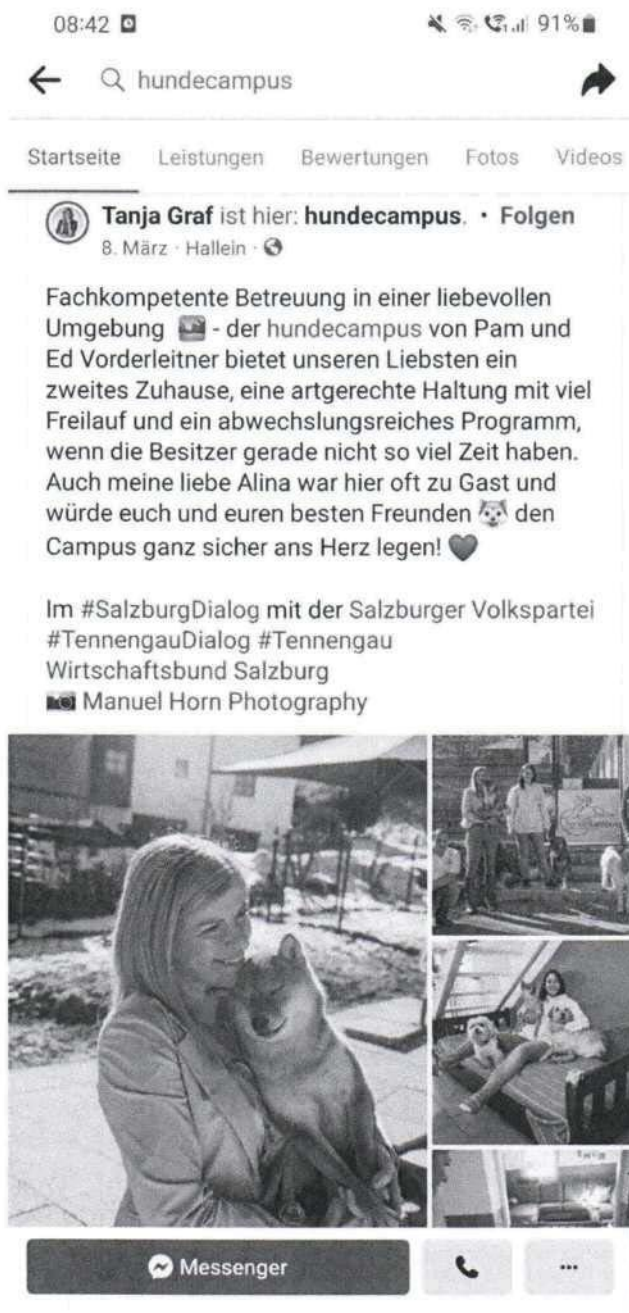 08:42 91%
hundecampus
Startseite Leistungen Bewertungen Fotos Videos
Tanja Graf ist hier: hundecampus. · Folgen
8. März · Hallein ·
Fachkompetente Betreuung in einer liebevollen
Umgebung - der hundecampus von Pam und
Ed Vorderleitner bietet unseren Liebsten ein
zweites Zuhause, eine artgerechte Haltung mit viel
Freilauf und ein abwechslungsreiches Programm,
wenn die Besitzer gerade nicht so viel Zeit haben.
Auch meine liebe Alina war hier oft zu Gast und
würde euch und euren besten Freunden 🐺 den
Campus ganz sicher ans Herz legen! 🖤
Im #SalzburgDialog mit der Salzburger Volkspartei
#TennengauDialog #Tennengau
Wirtschaftsbund Salzburg
📷 Manuel Horn Photography
Messenger